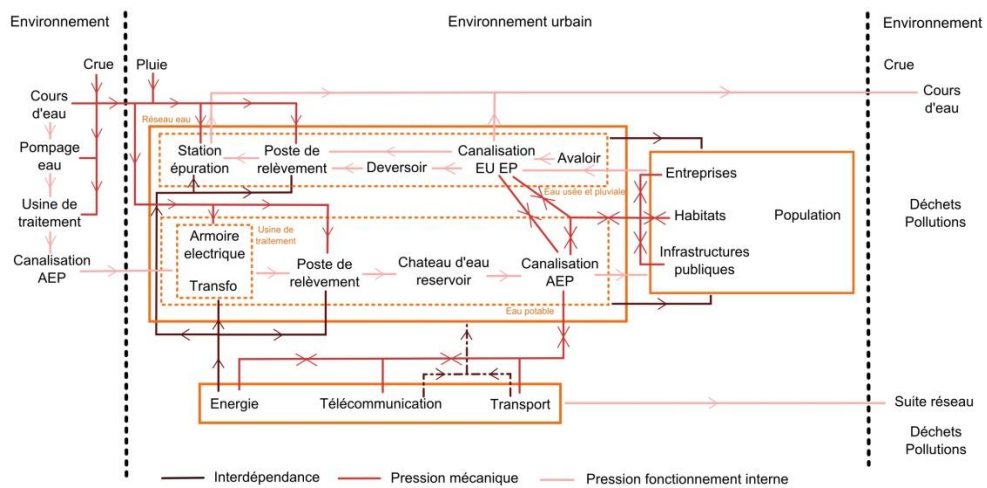 Environnement
Environnement urbain
Environnement
Crue
Pluie
Crue
Cours
d'eau
Cours
d'eau
Réseau eau
Pompage
eau
Station
épuration
Poste de
relèvement
Deversoir
Canalisation
EU EP
Avaloir
Eau usée et pluviale
Entreprises
Usine de
traitement
Habitats
Population
Déchets
Pollutions
Usine de
traitement
Armoire
electrique
Infrastructures
publiques
Canalisation
AEP
Transfo
Poste de
relèvement
Chateau d'eau
reservoir
Canalisation
AEP
Eau potable
Energie
Télécommunication
Transport
Suite réseau
Déchets
Pollutions
Interdépendance
Pression mécanique
Pression fonctionnement interne